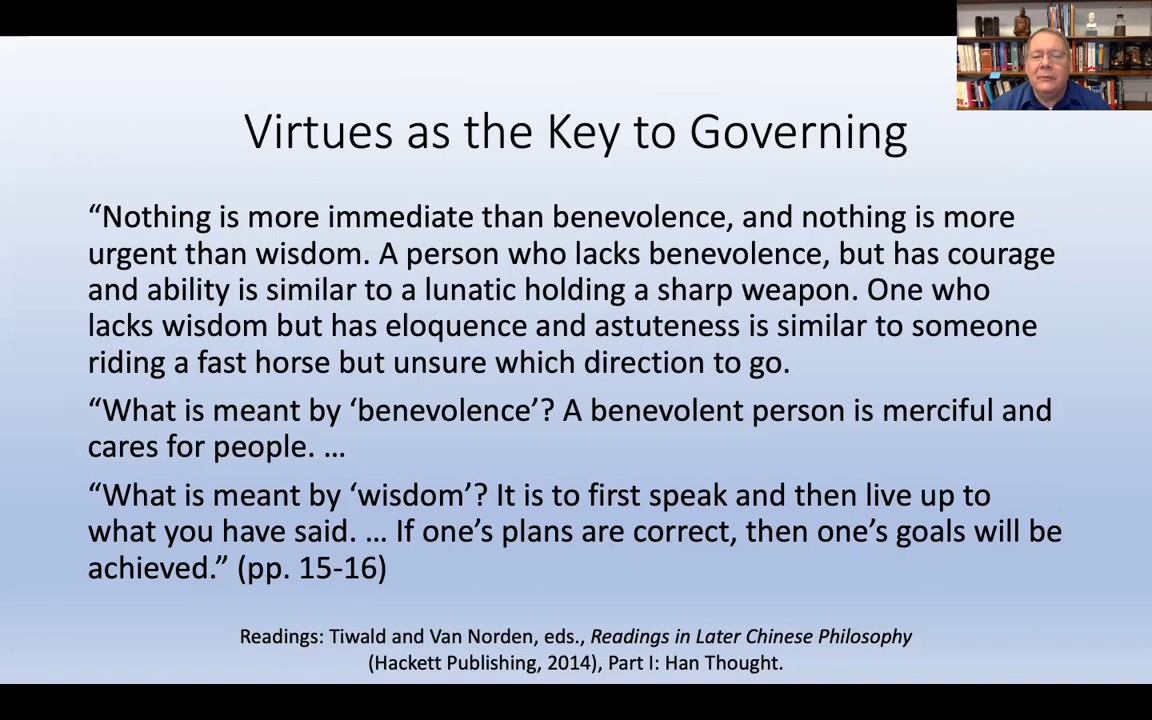 Virtues as the Key to Governing
“Nothing is more immediate than benevolence, and nothing is more
urgent than wisdom. A person who lacks benevolence, but has courage
and ability is similar to a lunatic holding a sharp weapon. One who
lacks wisdom but has eloquence and astuteness is similar to someone
riding a fast horse but unsure which direction to go.
“What is meant by ‘benevolence’? A benevolent person is merciful and
cares for people. …
“What is meant by ‘wisdom’? It is to first speak and then live up to
what you have said. … If one’s plans are correct, then one’s goals will be
achieved.” (pp. 15-16)
Readings: Tiwald and Van Norden, eds., Readings in Later Chinese Philosophy
(Hackett Publishing, 2014), Part I: Han Thought.